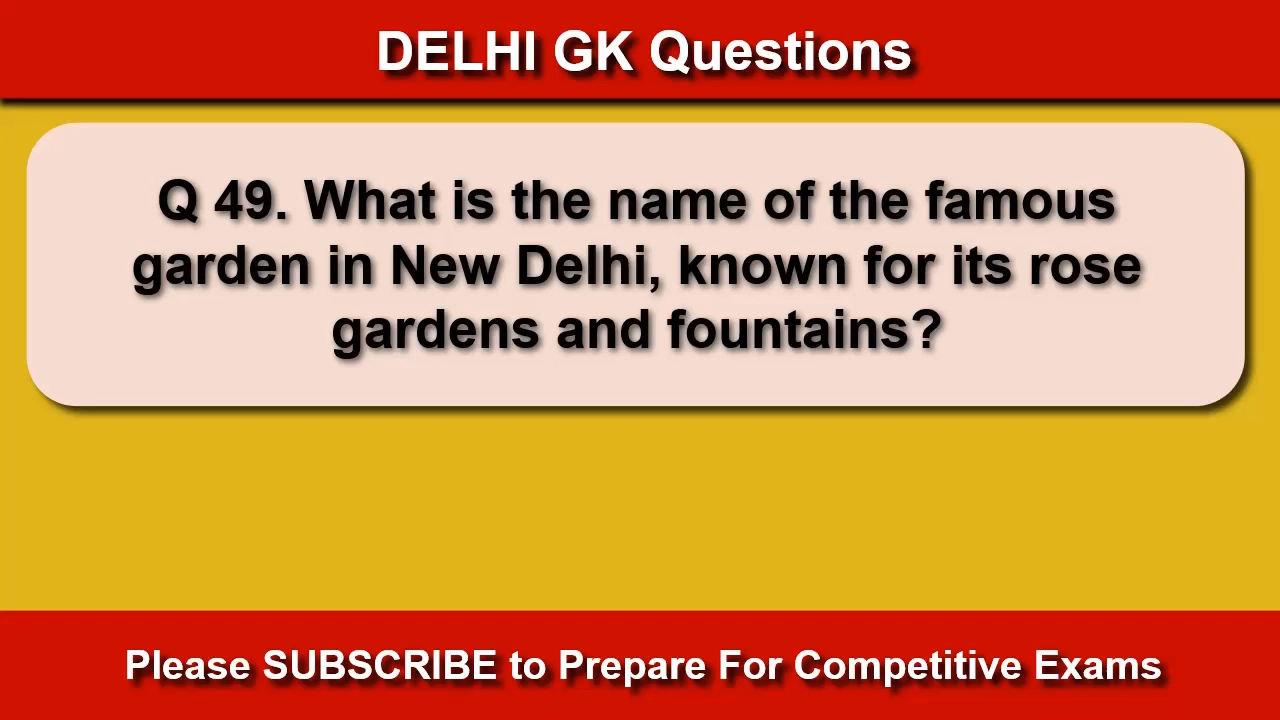 DELHI GK Questions
Q 49. What is the name of the famous
garden in New Delhi, known for its rose
gardens and fountains?
Please SUBSCRIBE to Prepare For Competitive Exams